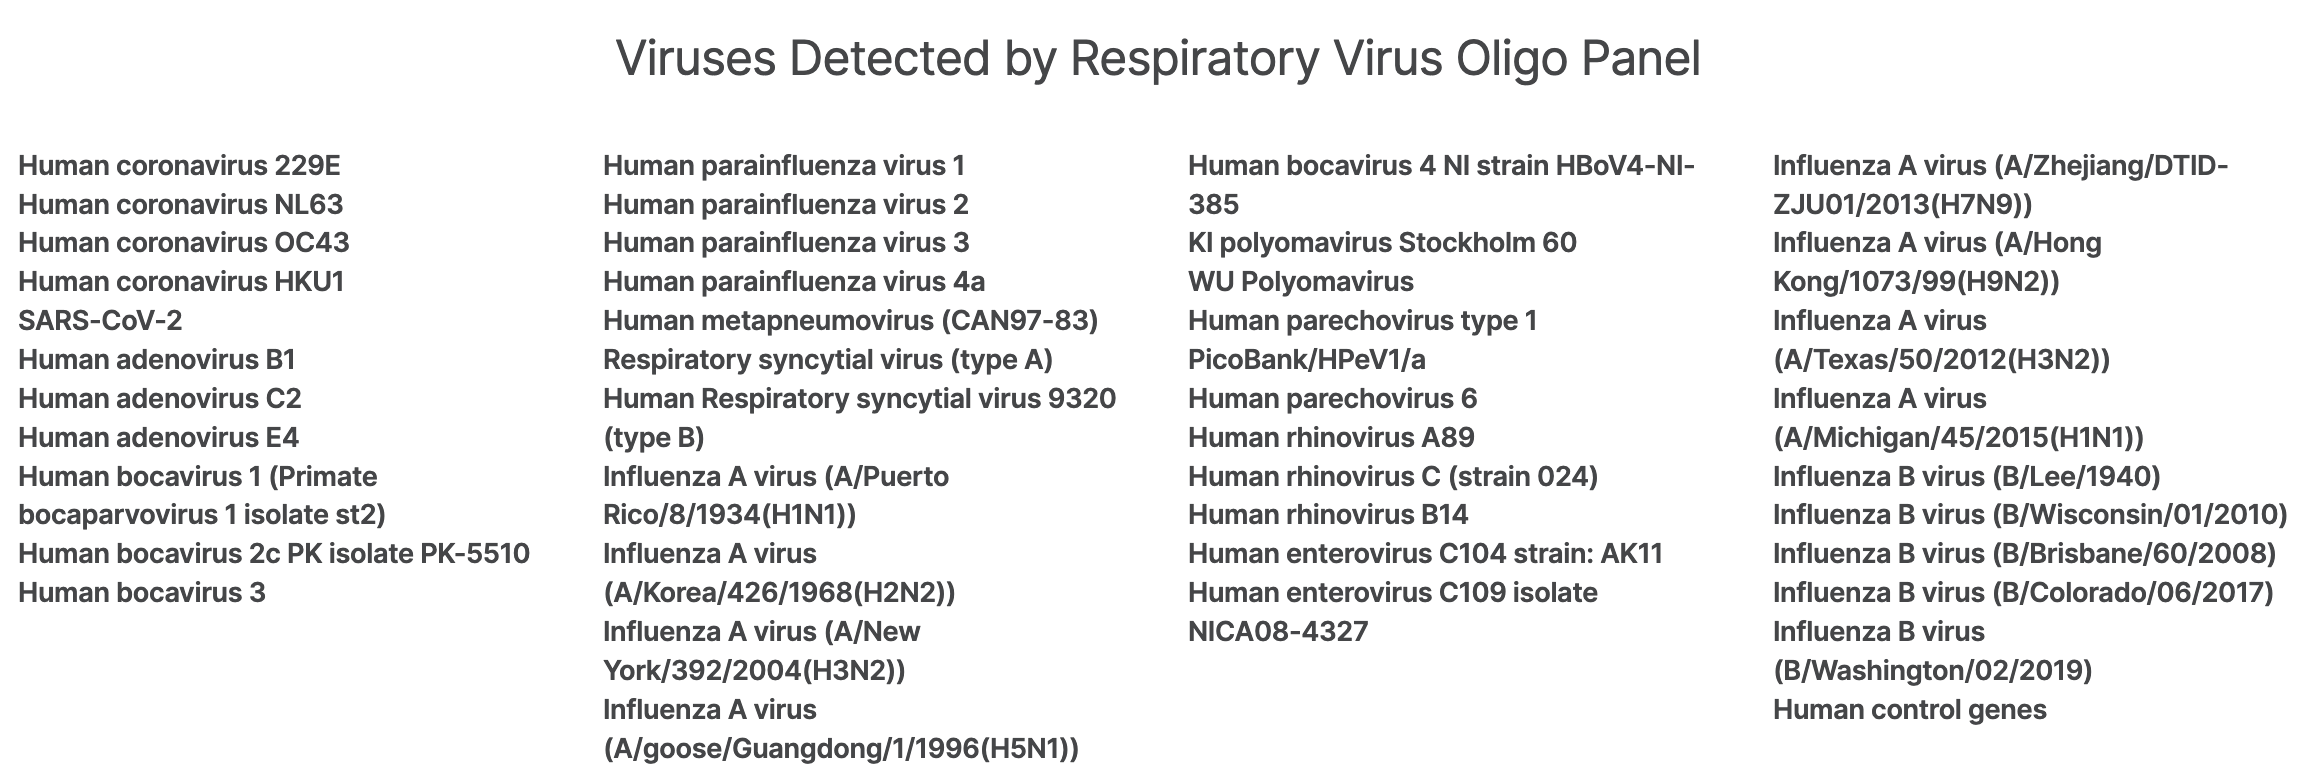 Viruses Detected by Respiratory Virus Oligo Panel
Human coronavirus 229E
Human coronavirus NL63
Human coronavirus OC43
Human coronavirus HKU1
SARS-CoV-2
Human adenovirus B1
Human adenovirus C2
Human adenovirus E4
Human bocavirus 1 (Primate
bocaparvovirus 1 isolate st2)
Human bocavirus 2c PK isolate PK-5510
Human bocavirus 3
Human parainfluenza virus 1
Human parainfluenza virus 2
Human parainfluenza virus 3
Human parainfluenza virus 4a
Human metapneumovirus (CAN97-83)
Respiratory syncytial virus (type A)
Human Respiratory syncytial virus 9320
(type B)
Influenza A virus (A/Puerto
Rico/8/1934(H1N1))
Influenza A virus
(A/Korea/426/1968(H2N2))
Influenza A virus (A/New
York/392/2004(H3N2))
Influenza A virus
(A/goose/Guangdong/1/1996(H5N1))
Human bocavirus 4 NI strain HBoV4-NI-
385
KI polyomavirus Stockholm 60
WU Polyomavirus
Human parechovirus type 1
PicoBank/HPeV1/a
Human parechovirus 6
Human rhinovirus A89
Human rhinovirus C (strain 024)
Human rhinovirus B14
Human enterovirus C104 strain: AK11
Human enterovirus C109 isolate
NICA08-4327
Influenza A virus (A/Zhejiang/DTID-
ZJU01/2013(H7N9))
Influenza A virus (A/Hong
Kong/1073/99(H9N2))
Influenza A virus
(A/Texas/50/2012(H3N2))
Influenza A virus
(A/Michigan/45/2015(H1N1))
Influenza B virus (B/Lee/1940)
Influenza B virus (B/Wisconsin/01/2010)
Influenza B virus (B/Brisbane/60/2008)
Influenza B virus (B/Colorado/06/2017)
Influenza B virus
(B/Washington/02/2019)
Human control genes